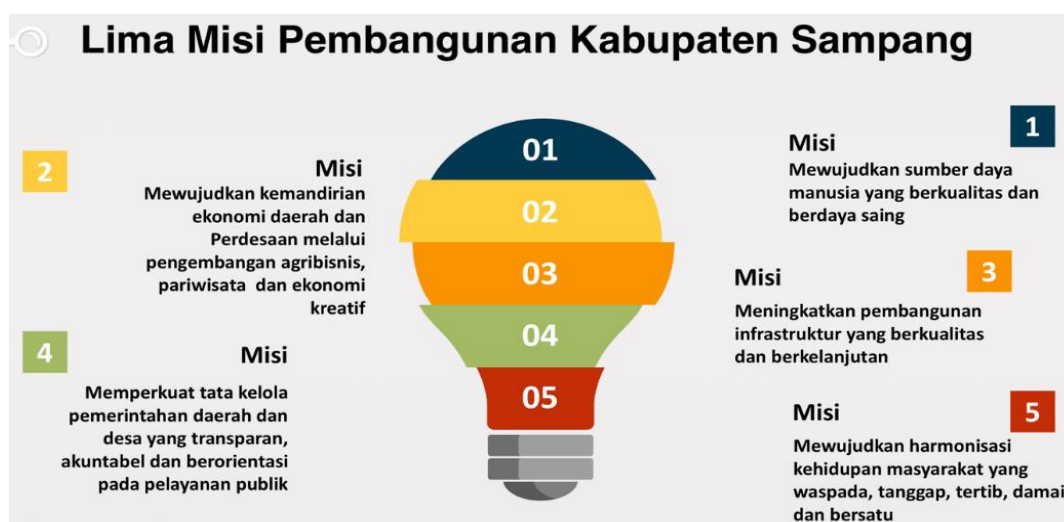 Lima Misi Pembangunan Kabupaten Sampang
1
Misi
Mewujudkan sumber daya
manusia yang berkualitas dan
berdaya saing
2
Misi
Mewujudkan kemandirian
ekonomi daerah dan
Perdesaan melalui
pengembangan agribisnis,
pariwisata dan ekonomi
kreatif
3
Misi
Meningkatkan pembangunan
infrastruktur yang berkualitas
dan berkelanjutan
4
Misi
Memperkuat tata kelola
pemerintahan daerah dan
desa yang transparan,
akuntabel dan berorientasi
pada pelayanan publik
5
Misi
Mewujudkan harmonisasi
kehidupan masyarakat yang
waspada, tanggap, tertib, damai
dan bersatu
01
02
03
04
05